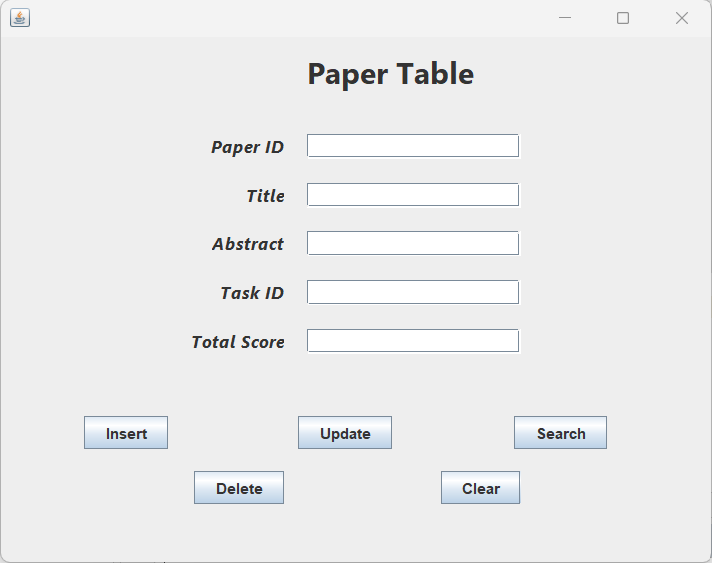 Paper Table
Paper ID
Title
Abstract
Task ID
Total Score
Insert Update Search
Delete Clear